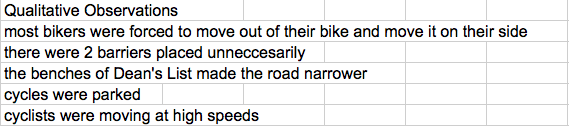 Qualitative Observations
most bikers were forced to move out of their bike and move it on their side
there were 2 barriers placed unneccesarily
the benches of Dean's List made the road narrower
cycles were parked
cyclists were moving at high speeds